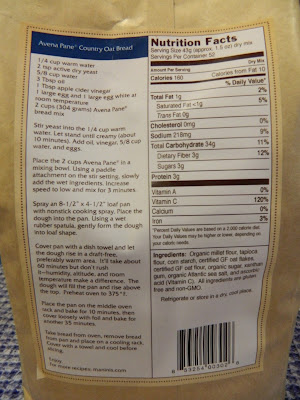 Avena Pane® Country Oat Bread
1/4 cup warm water
2 tsp active dry yeast
5/8 cup water
3 Tbsp oil
1 Tbsp apple cider vinegar
1 large egg and 1 large egg white at
room temperature
2 cups (304 grams) Avena Pane®
bread mix
Stir yeast into the 1/4 cup warm
water. Let stand until creamy (about
10 minutes). Add oil, vinegar, 5/8 cup
water, and eggs.
Place the 2 cups Avena Pane® in a
mixing bowl. Using a paddle
attachment on the stir setting, slowly
add the wet ingredients. Increase
speed to low and mix for 3 minutes.
Spray an 8-1/2" x 4-1/2" loaf pan
with nonstick cooking spray. Place the
dough into the pan. Using a wet
rubber spatula, gently form the dough
into loaf shape.
Cover pan with a dish towel and let
the dough rise in a draft-free,
preferably warm area. It'll take about
40 minutes but don't rush
it—humidity, altitude, and room
temperature make a difference. The
dough will fill the pan and rise above
the top. Preheat oven to 375° f.
Place the pan on the middle oven
rack and bake for 10 minutes, then
cover loosely with foil and bake for
another 35 minutes.
Take bread from oven, remove bread
from pan and place on a cooling rack.
Cover with a towel and cool before
slicing.
Enjoy.
For more recipes: maninis.com
Nutrition Facts
Serving Size 43g (approx. 1.5 oz) dry mix
Servings Per Container 52
Dry Mix
Amount Per Serving
Calories 160 Calories from Fat 10
% Daily Value*
Total Fat 1g 2%
Saturated Fat <1g 5%
Trans Fat 0g
Cholesterol 0mg 0%
Sodium 218mg 9%
Total Carbohydrate 34g 11%
Dietary Fiber 3g 12%
Sugars 3g
Protein 3g
Vitamin A 0%
Vitamin C 120%
Calcium 0%
Iron 3%
*Percent Daily Values are based on a 2,000 calorie diet.
Your Daily Values may be higher or lower, depending on
your caloric needs.
Ingredients: Organic millet flour, tapioca
flour, corn starch, certified GF oat flakes,
certified GF oat flour, organic sugar, xanthan
gum, organic Atlantic sea salt, and ascorbic
acid (Vitamin C). All ingredients are gluten
free and non-GMO.
Refrigerate or store in a dry, cool place.